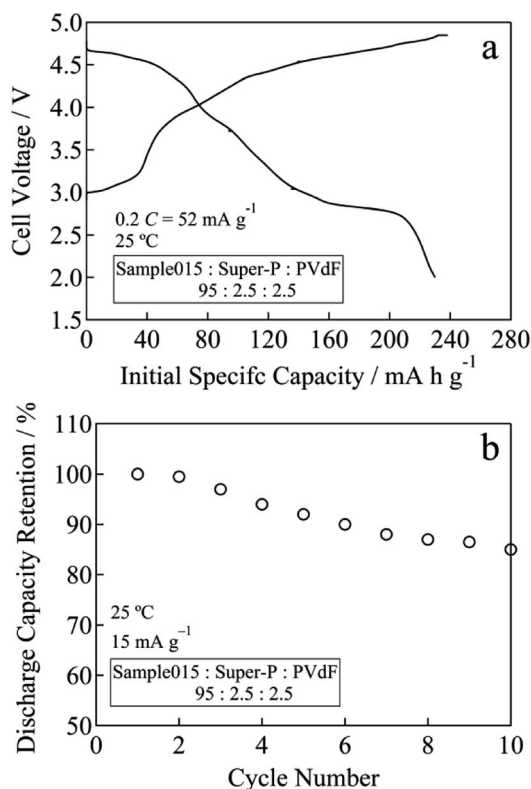 5.0
a
4.5
4.0
3.5
3.0
2.5
2.0
1.5
Cell Voltage / V
0.2 C = 52 mA g⁻¹
25 ºC
Sample015 : Super-P : PVdF
95 : 2.5 : 2.5
0 40 80 120 160 200 240 280
Initial Specifc Capacity / mA h g⁻¹
110
b
100
90
80
70
60
50
Discharge Capacity Retention / %
25 ºC
15 mA g⁻¹
Sample015 : Super-P : PVdF
95 : 2.5 : 2.5
0 2 4 6 8 10
Cycle Number